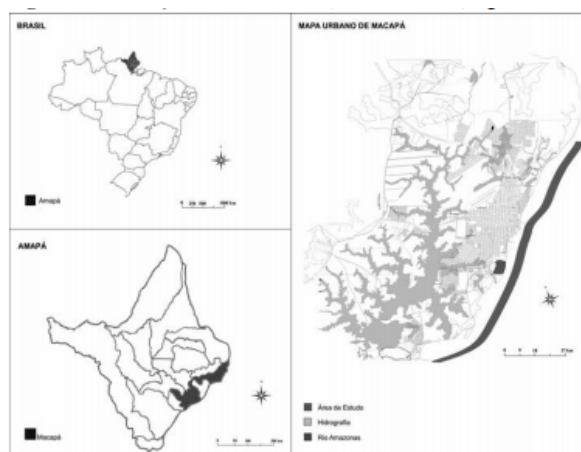 BRASIL
Amapá
AMAPÁ
Macapá
MAPA URBANO DE MACAPÁ
Área de Estudo
Hidrografia
Rio Amazonas